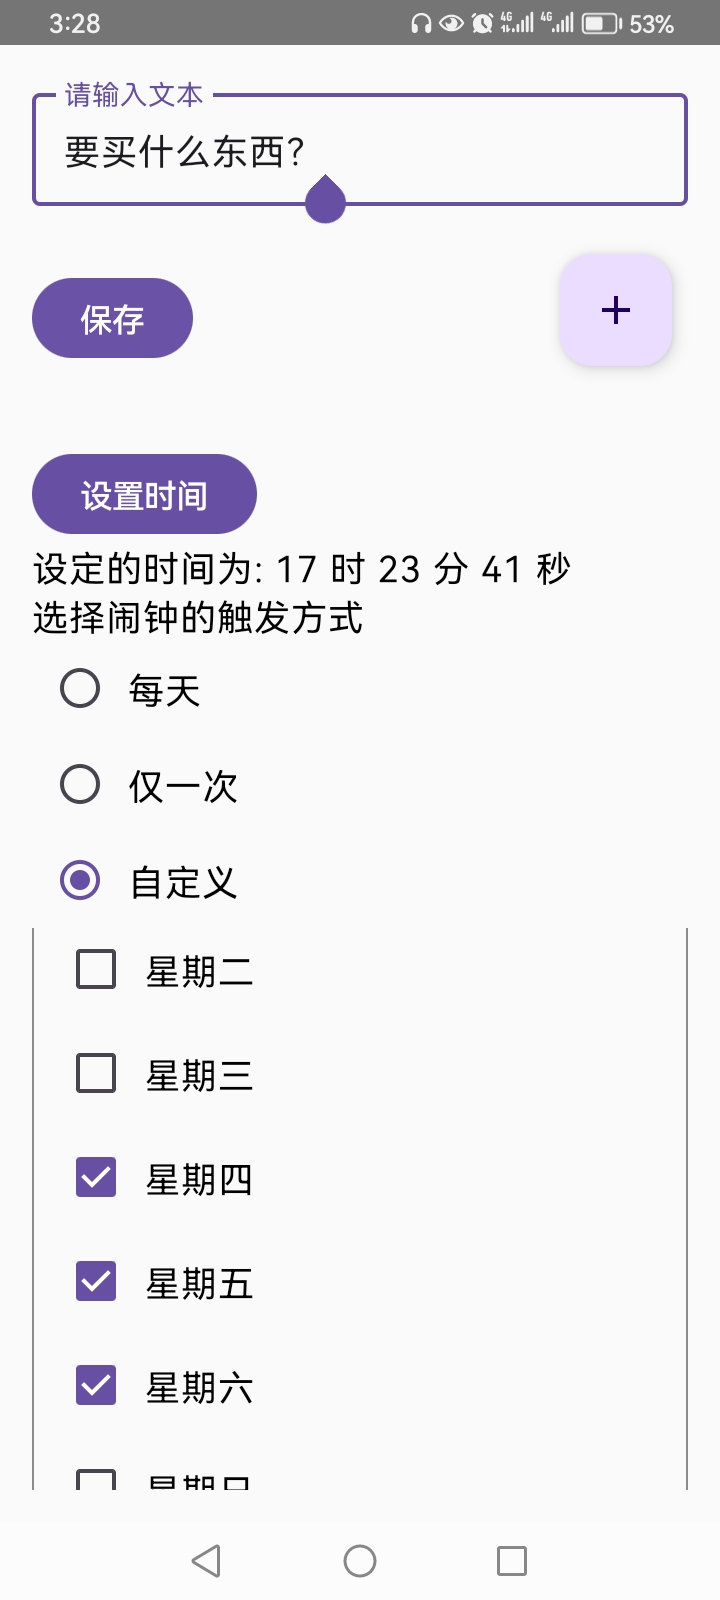 3:28
4G 4G 53%
请输入文本
要买什么东西?
保存
+
设置时间
设定的时间为: 17 时 23 分 41 秒
选择闹钟的触发方式
每天
仅一次
自定义
星期二
星期三
星期四
星期五
星期六